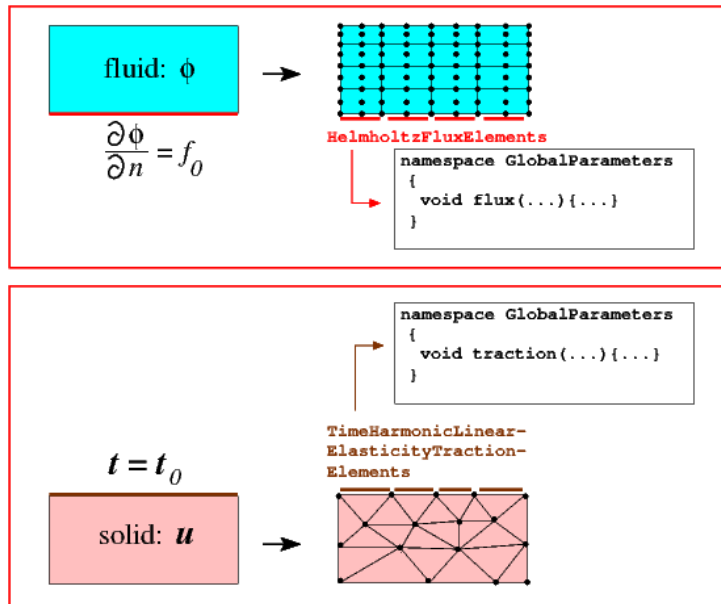 fluid: ϕ
∂ϕ/∂n = f₀
HelmholtzFluxElements
namespace GlobalParameters
{
void flux(...){...}
}
namespace GlobalParameters
{
void traction(...){...}
}
TimeHarmonicLinear-
ElasticityTraction-
Elements
t = t₀
solid: u